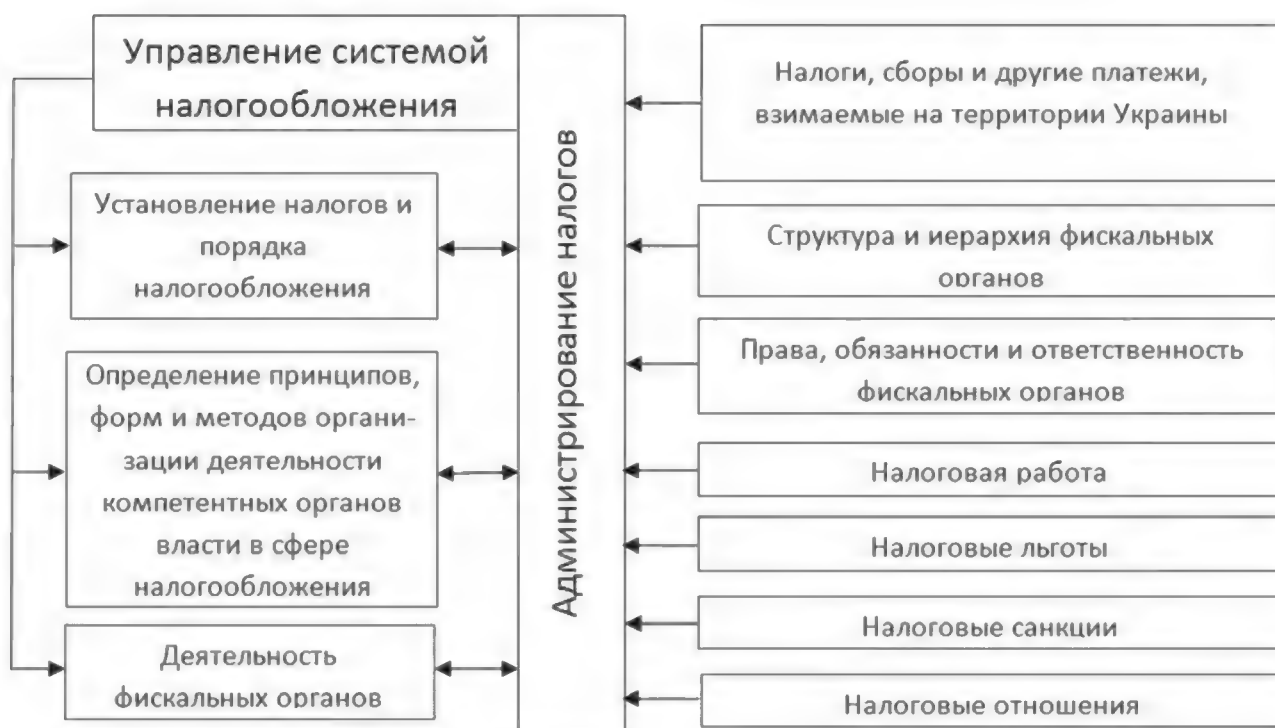 Управление системой
налогообложения
Установление налогов и
порядка
налогообложения
Определение принципов,
форм и методов органи-
зации деятельности
компетентных органов
власти в сфере
налогообложения
Деятельность
фискальных органов
Администрирование налогов
Налоги, сборы и другие платежи,
взимаемые на территории Украины
Структура и иерархия фискальных
органов
Права, обязанности и ответственность
фискальных органов
Налоговая работа
Налоговые льготы
Налоговые санкции
Налоговые отношения